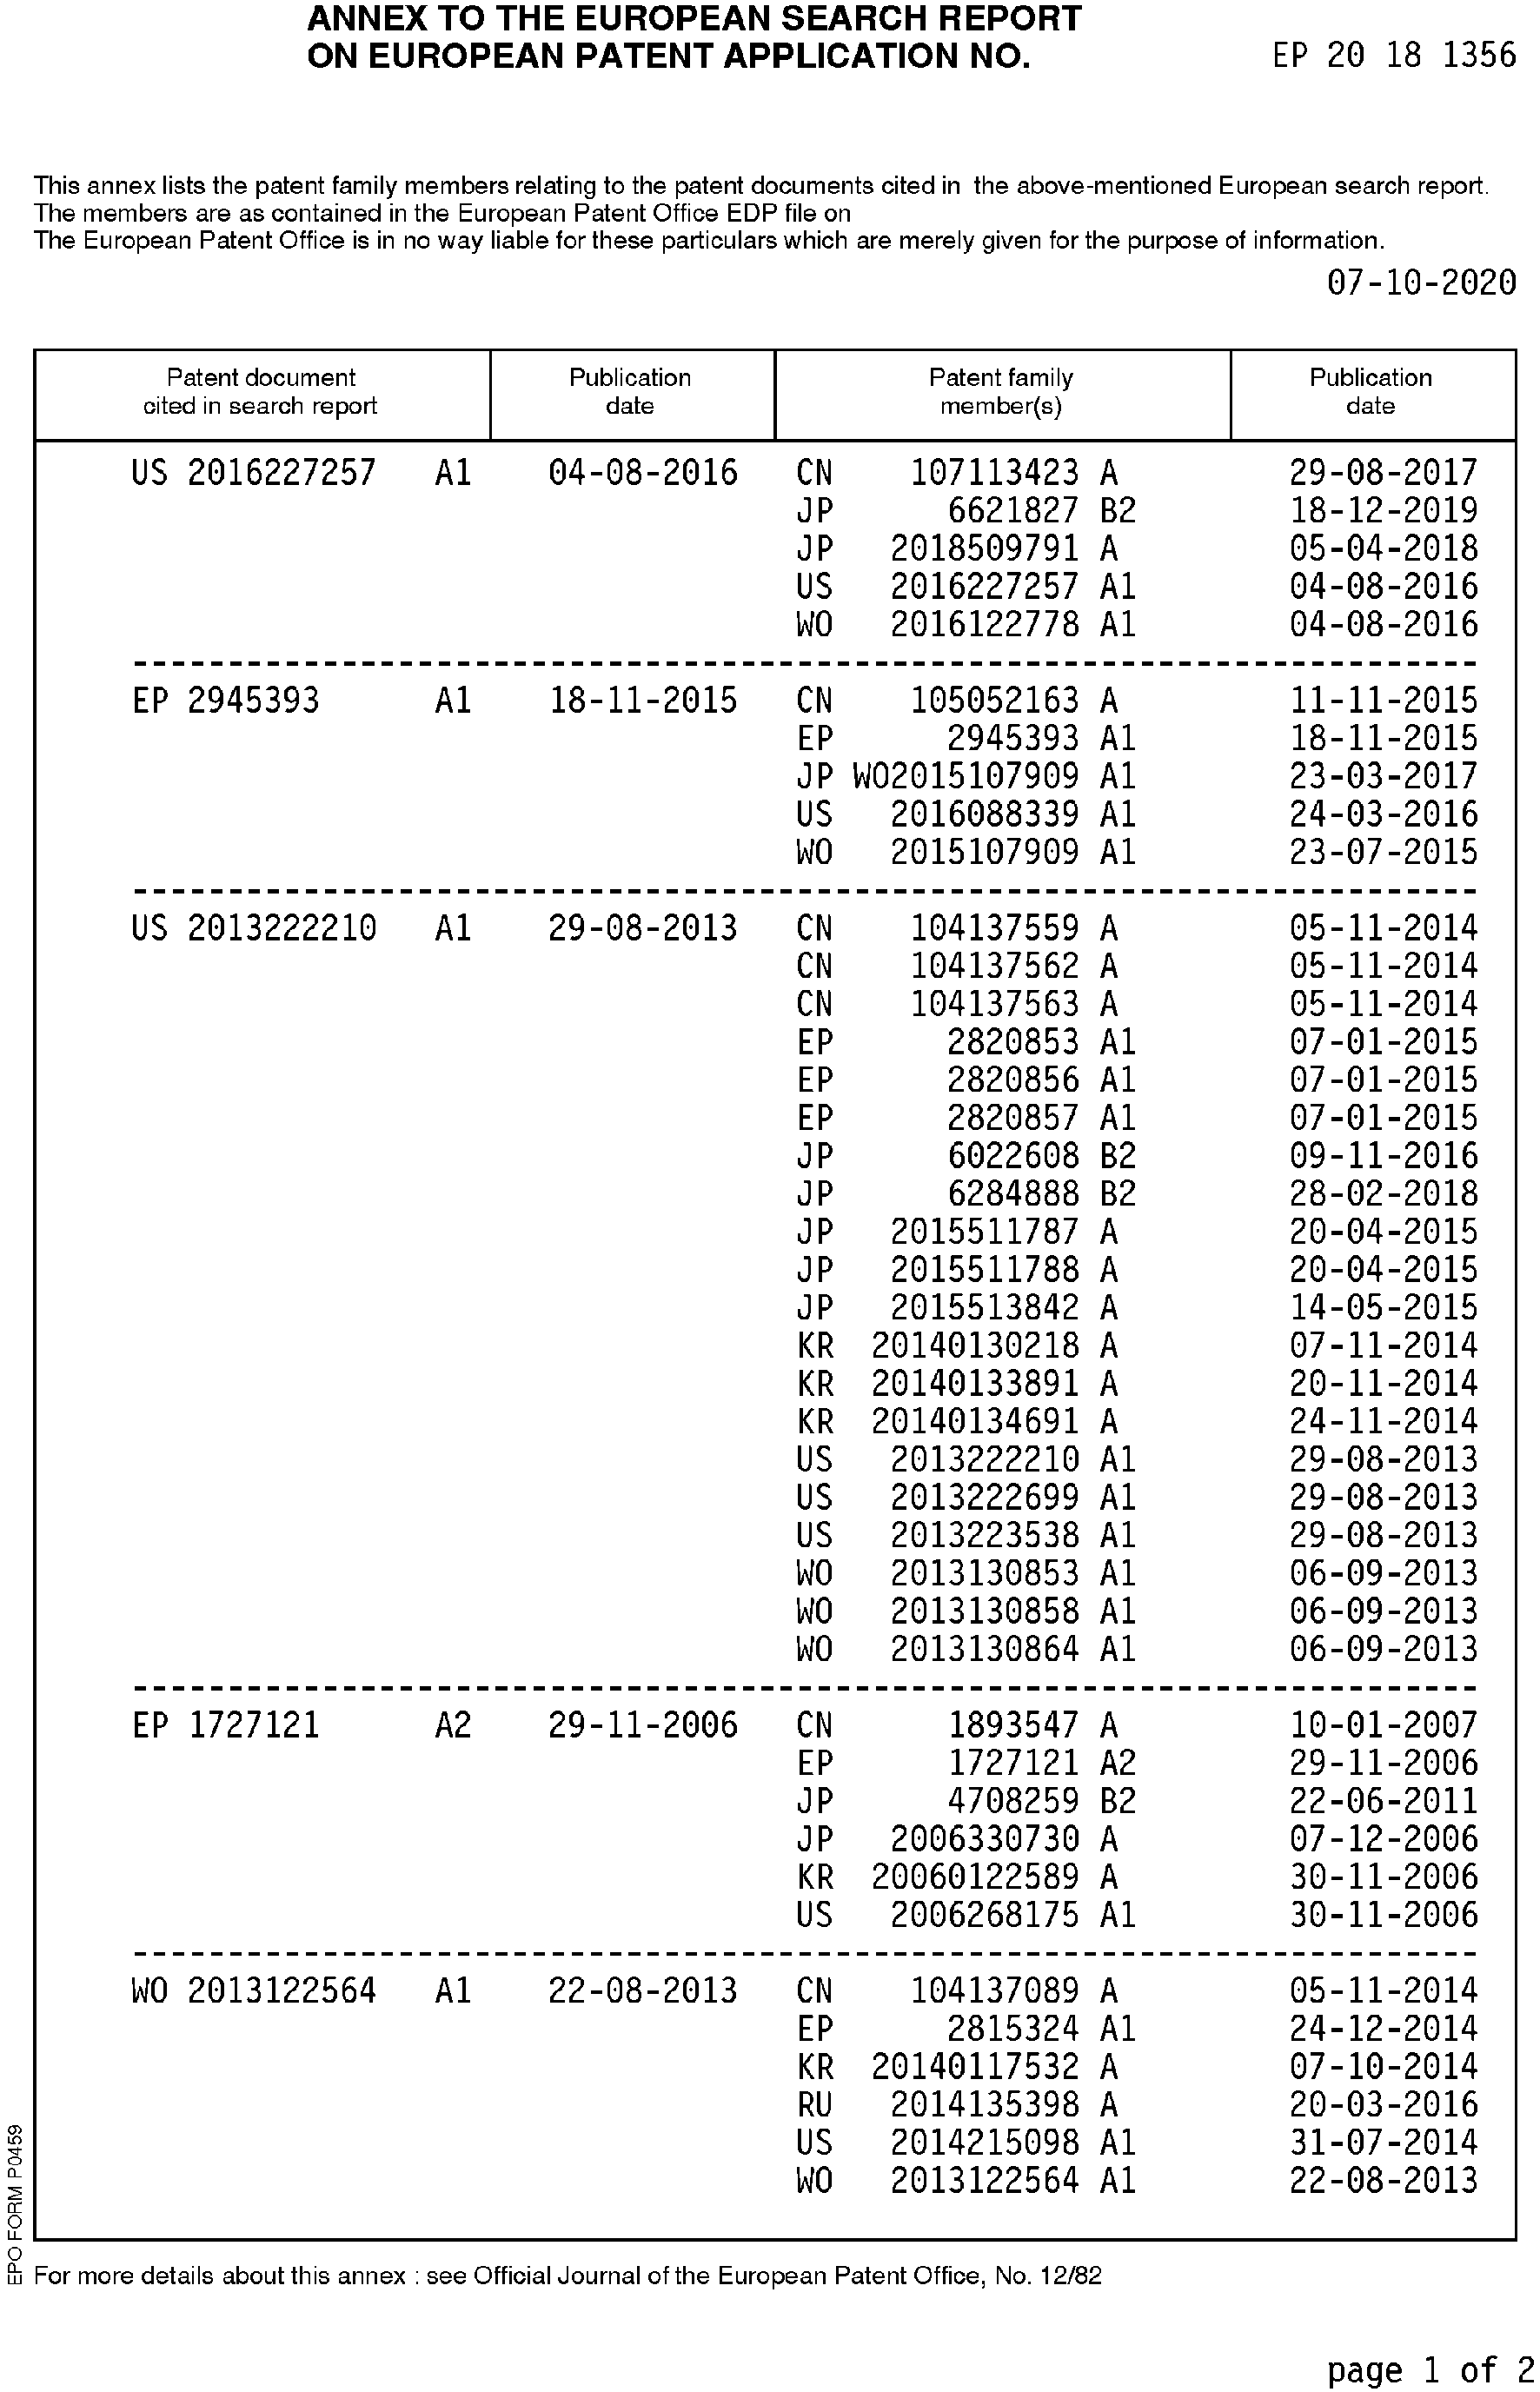 ANNEX TO THE EUROPEAN SEARCH REPORT
ON EUROPEAN PATENT APPLICATION NO. EP 20 18 1356
This annex lists the patent family members relating to the patent documents cited in the above-mentioned European search report.
The members are as contained in the European Patent Office EDP file on
The European Patent Office is in no way liable for these particulars which are merely given for the purpose of information.
07-10-2020
Patent document Publication Patent family Publication
cited in search report date member(s) date
US 2016227257 A1 04-08-2016 CN 107113423 A 29-08-2017
JP 6621827 B2 18-12-2019
JP 2018509791 A 05-04-2018
US 2016227257 A1 04-08-2016
WO 2016122778 A1 04-08-2016
EP 2945393 A1 18-11-2015 CN 105052163 A 11-11-2015
EP 2945393 A1 18-11-2015
JP WO2015107909 A1 23-03-2017
US 2016088339 A1 24-03-2016
WO 2015107909 A1 23-07-2015
US 2013222210 A1 29-08-2013 CN 104137559 A 05-11-2014
CN 104137562 A 05-11-2014
CN 104137563 A 05-11-2014
EP 2820853 A1 07-01-2015
EP 2820856 A1 07-01-2015
EP 2820857 A1 07-01-2015
JP 6022608 B2 09-11-2016
JP 6284888 B2 28-02-2018
JP 2015511787 A 20-04-2015
JP 2015511788 A 20-04-2015
JP 2015513842 A 14-05-2015
KR 20140130218 A 07-11-2014
KR 20140133891 A 20-11-2014
KR 20140134691 A 24-11-2014
US 2013222210 A1 29-08-2013
US 2013222699 A1 29-08-2013
US 2013223538 A1 29-08-2013
WO 2013130853 A1 06-09-2013
WO 2013130858 A1 06-09-2013
WO 2013130864 A1 06-09-2013
EP 1727121 A2 29-11-2006 CN 1893547 A 10-01-2007
EP 1727121 A2 29-11-2006
JP 4708259 B2 22-06-2011
JP 2006330730 A 07-12-2006
KR 20060122589 A 30-11-2006
US 2006268175 A1 30-11-2006
WO 2013122564 A1 22-08-2013 CN 104137089 A 05-11-2014
EP 2815324 A1 24-12-2014
KR 20140117532 A 07-10-2014
RU 2014135398 A 20-03-2016
US 2014215098 A1 31-07-2014
WO 2013122564 A1 22-08-2013
EPO FORM P0459
For more details about this annex : see Official Journal of the European Patent Office, No. 12/82
page 1 of 2